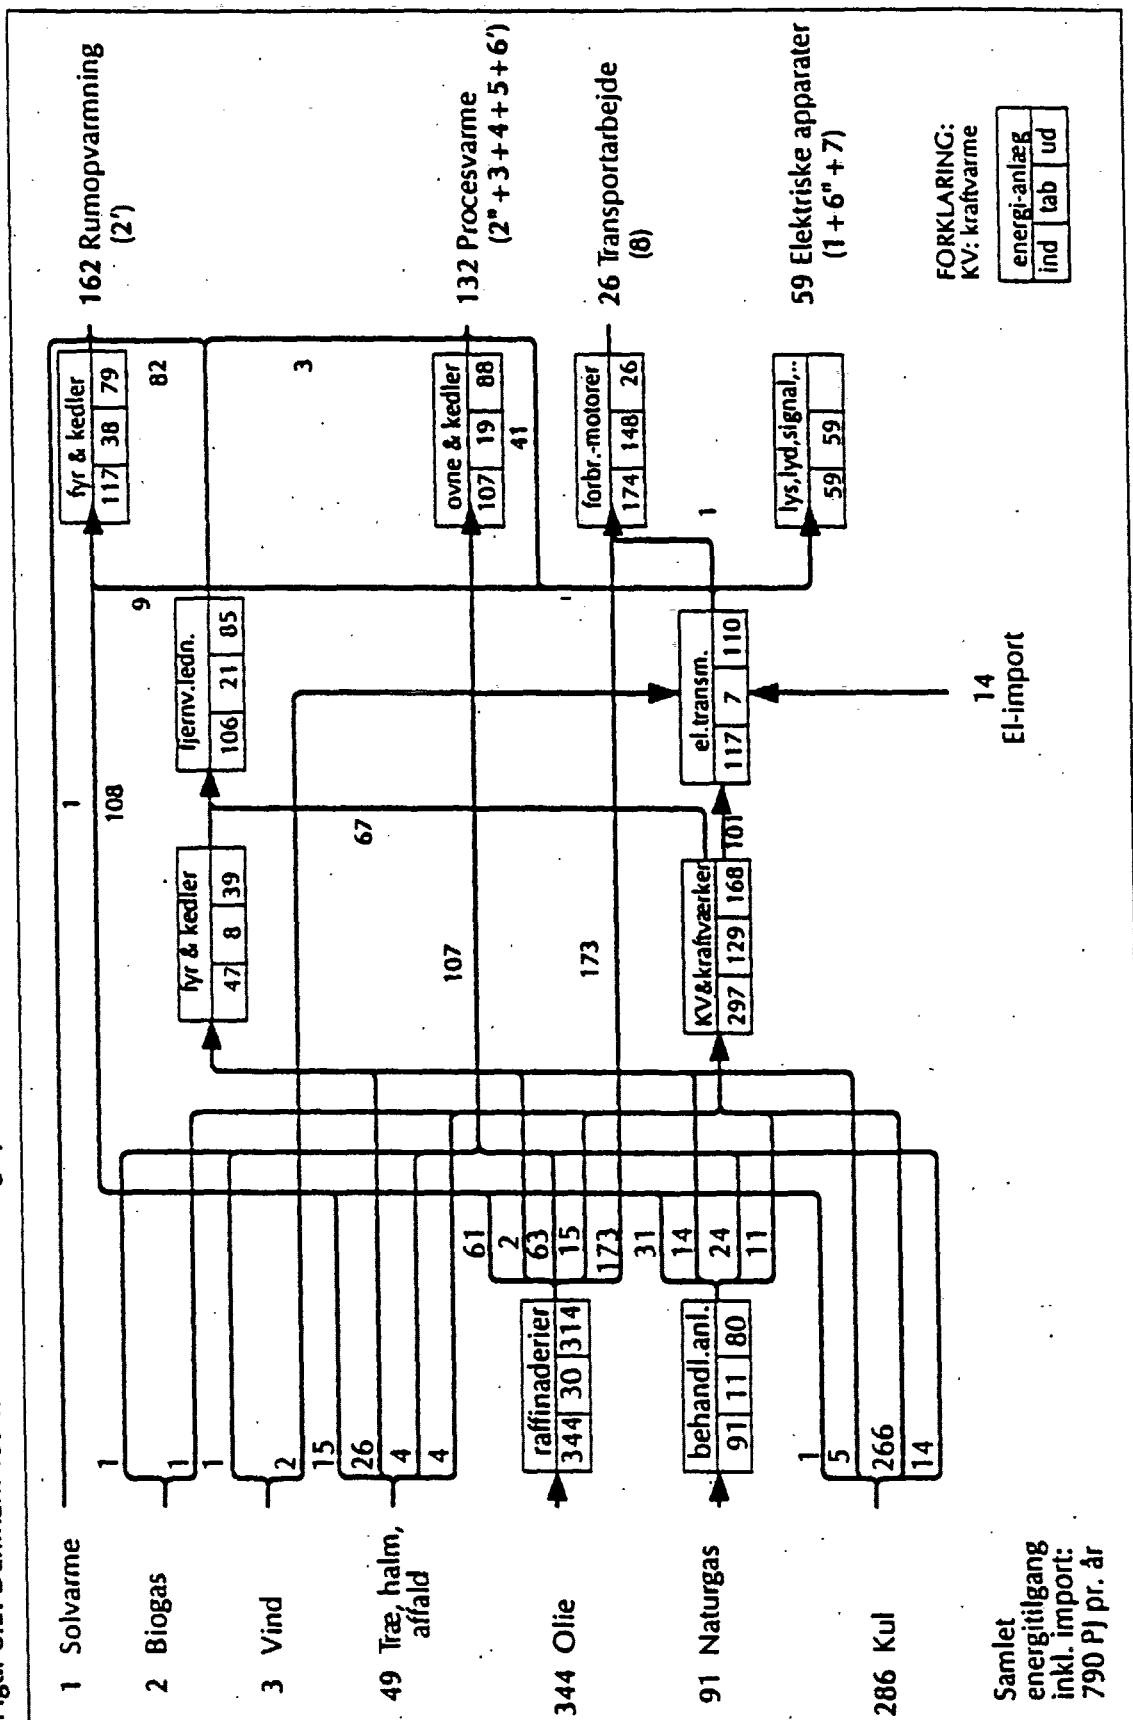 1 Solvarme
2 Biogas
3 Vind
49 Træ, halm,
affald
344 Olie
91 Naturgas
286 Kul
Samlet
energitilgang
inkl. import:
790 PJ pr. år
1
1
1
2
15
26
4
4
raffinaderier
344 30 314
behandl.anl.
91 11 80
1
5
266
14
61
2
63
15
173
31
14
24
11
fyr & kedler
47 8 39
107
173
KV&kraftværker
297 129 168
1
108
67
101
fjernv.ledn.
106 21 85
el.transm.
117 7 110
14
El-import
9
1
fyr & kedler
117 38 79
82
3
ovne & kedler
107 19 88
41
forbr.-motorer
174 148 26
lys,lyd,signal,..
59 59
162 Rumopvarmning
(2')
132 Procesvarme
(2" + 3 + 4 + 5 + 6')
26 Transportarbejde
(8)
59 Elektriske apparater
(1 + 6" + 7)
FORKLARING:
KV: kraftvarme
energi-anlæg
ind tab ud